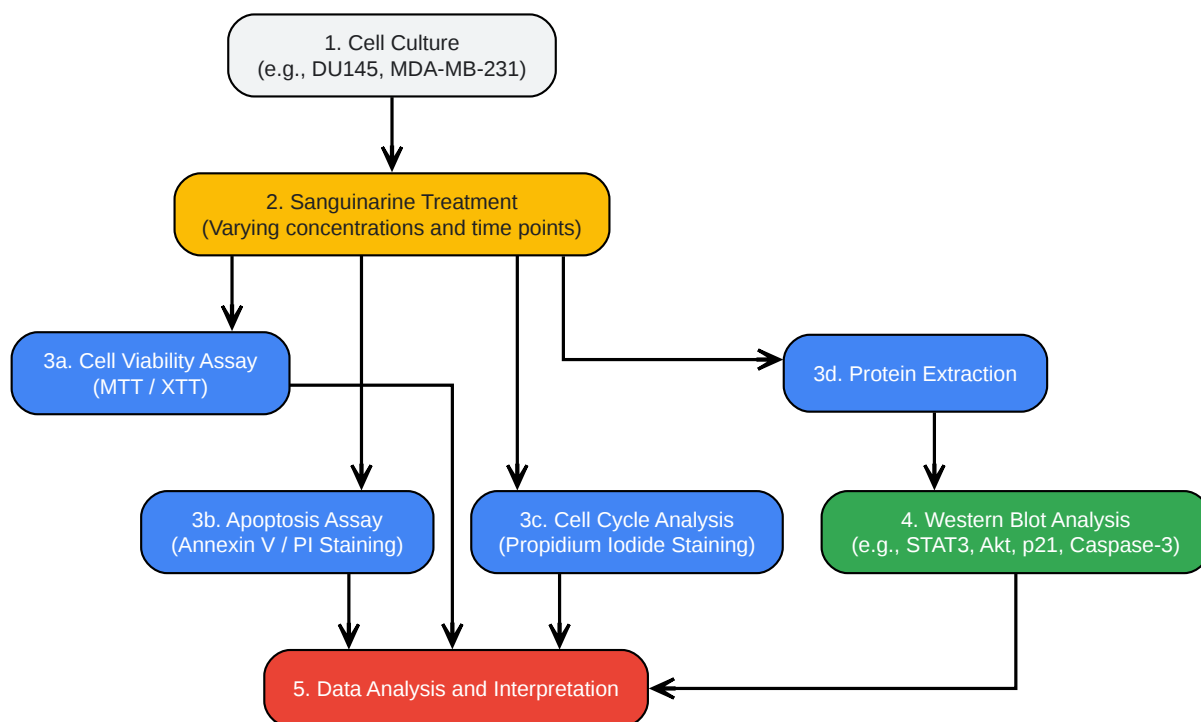 1. Cell Culture
(e.g., DU145, MDA-MB-231)
2. Sanguinarine Treatment
(Varying concentrations and time points)
3a. Cell Viability Assay
(MTT / XTT)
3d. Protein Extraction
3b. Apoptosis Assay
(Annexin V / PI Staining)
3c. Cell Cycle Analysis
(Propidium Iodide Staining)
4. Western Blot Analysis
(e.g., STAT3, Akt, p21, Caspase-3)
5. Data Analysis and Interpretation